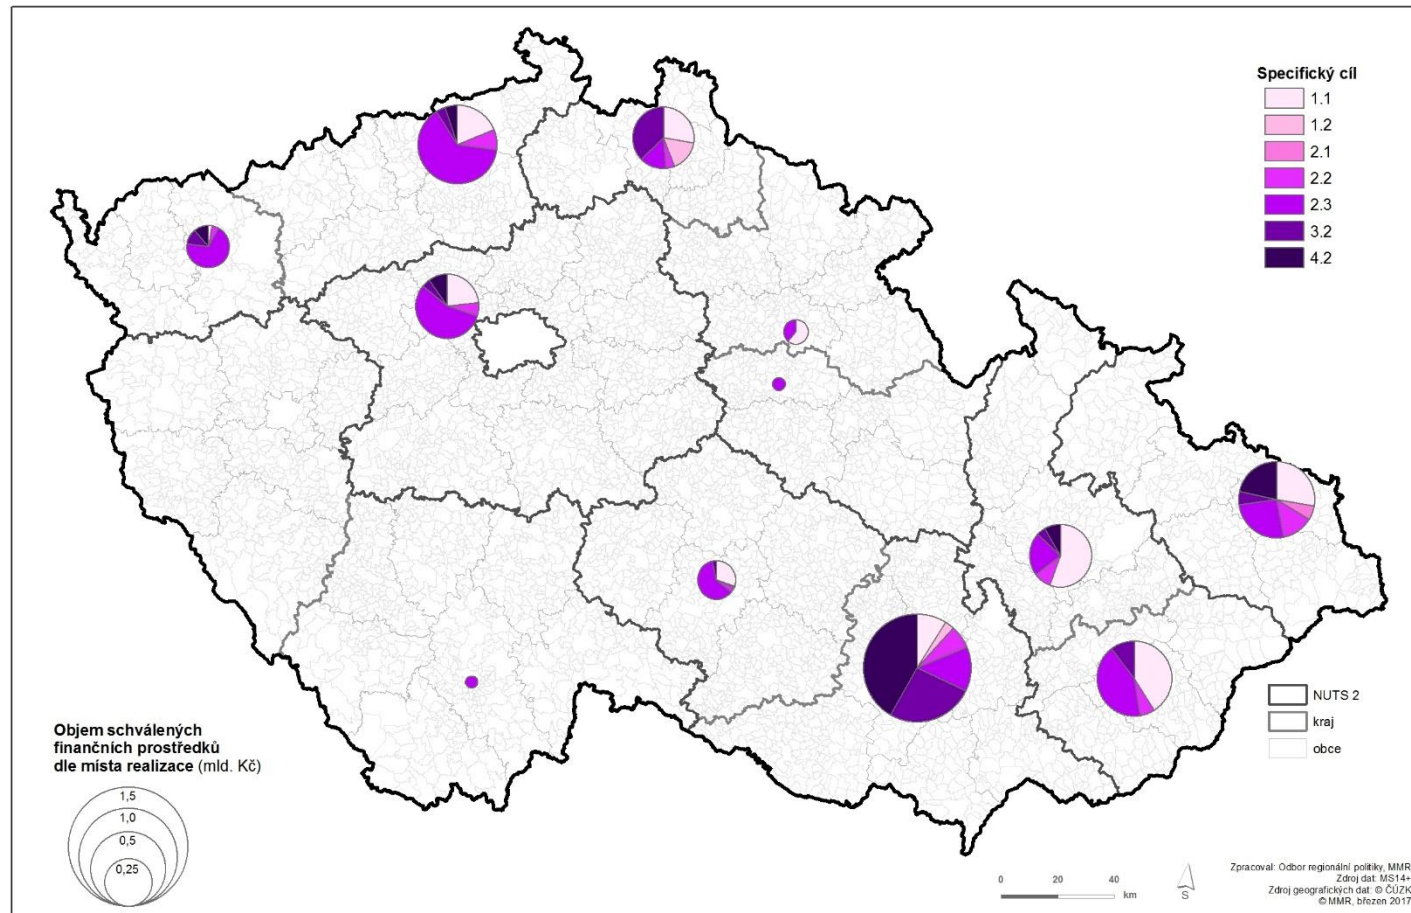 Specifický cíl
1.1
1.2
2.1
2.2
2.3
3.2
4.2
NUTS 2
kraj
obce
Objem schválených
finančních prostředků
dle místa realizace (mld. Kč)
1,5
1,0
0,5
0,25
0 20 40
km
S
Zpracoval: Odbor regionální politiky, MMR
Zdroj dat: MS14+
Zdroj geografických dat: © ČÚZK
© MMR, březen 2017